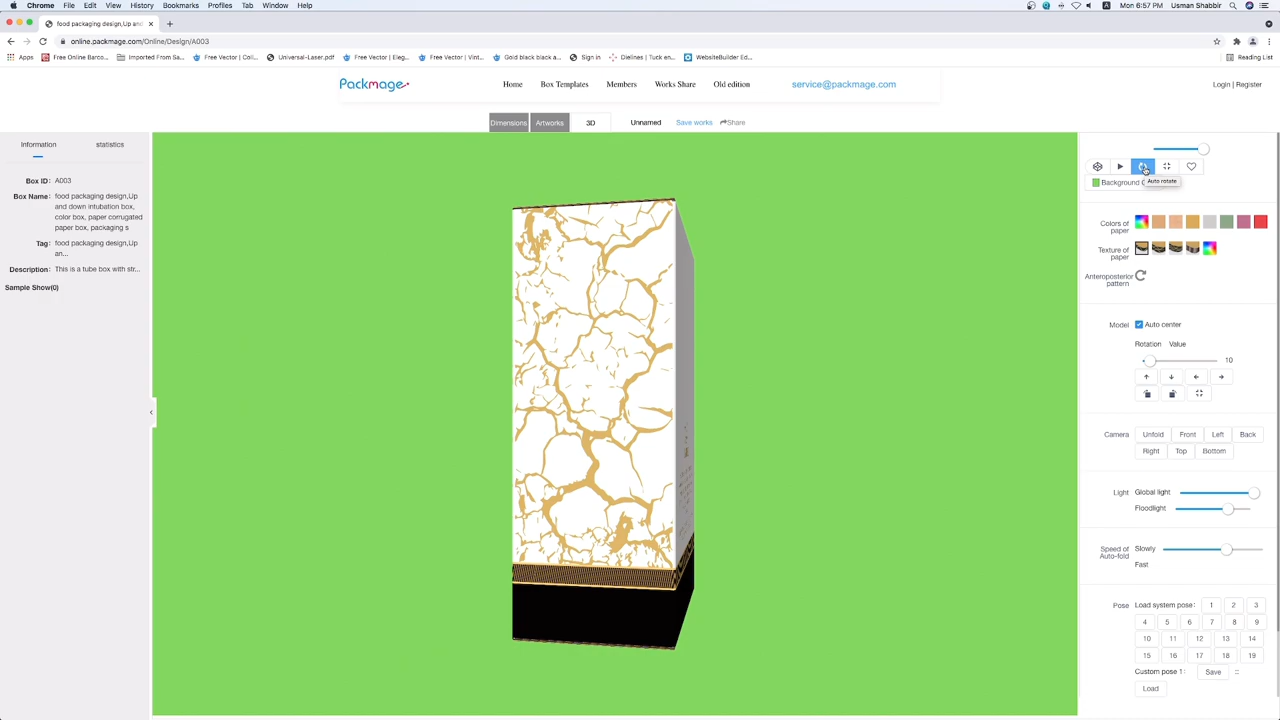 Chrome File Edit View History Bookmarks Profiles Tab Window Help
A Mon 6:57 PM Usman Shabbir
food packaging design,Up and
online.packmage.com/Online/Design/A003
Apps Free Online Barco... Imported From Sa... Free Vector | Coli... Universal-Laser.pdf Free Vector | Eleg... Free Vector | Vint... Gold black black a... Sign in Dielines | Tuck en... WebsiteBuilder Ed... Reading List
Packmage Home Box Templates Members Works Share Old edition service@packmage.com Login | Register
Dimensions Artworks 3D Unnamed Save works Share
Information statistics
Box ID: A003
Box Name: food packaging design,Up
and down intubation box,
color box, paper corrugated
paper box, packaging s
Tag: food packaging design,Up
an...
Description: This is a tube box with str...
Sample Show(0)
Auto rotate
Background
Colors of
paper
Texture of
paper
Anteroposterior
pattern
Model Auto center
Rotation Value
10
Camera Unfold Front Left Back
Right Top Bottom
Light Global light
Floodlight
Speed of
Auto-fold
Slowly
Fast
Pose Load system pose: 1 2 3
4 5 6 7 8 9
10 11 12 13 14
15 16 17 18 19
Custom pose 1: Save
Load